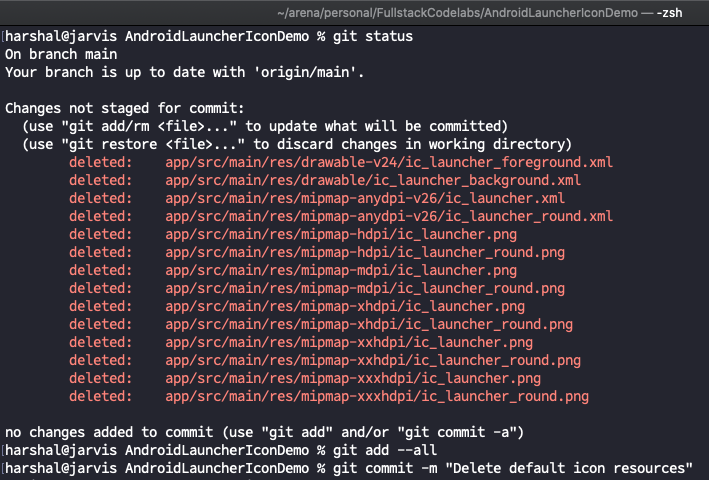 ~/arena/personal/FullstackCodelabs/AndroidLauncherIconDemo — -zsh
[harshal@jarvis AndroidLauncherIconDemo % git status
On branch main
Your branch is up to date with 'origin/main'.
Changes not staged for commit:
  (use "git add/rm <file>..." to update what will be committed)
  (use "git restore <file>..." to discard changes in working directory)
        deleted:    app/src/main/res/drawable-v24/ic_launcher_foreground.xml
        deleted:    app/src/main/res/drawable/ic_launcher_background.xml
        deleted:    app/src/main/res/mipmap-anydpi-v26/ic_launcher.xml
        deleted:    app/src/main/res/mipmap-anydpi-v26/ic_launcher_round.xml
        deleted:    app/src/main/res/mipmap-hdpi/ic_launcher.png
        deleted:    app/src/main/res/mipmap-hdpi/ic_launcher_round.png
        deleted:    app/src/main/res/mipmap-mdpi/ic_launcher.png
        deleted:    app/src/main/res/mipmap-mdpi/ic_launcher_round.png
        deleted:    app/src/main/res/mipmap-xhdpi/ic_launcher.png
        deleted:    app/src/main/res/mipmap-xhdpi/ic_launcher_round.png
        deleted:    app/src/main/res/mipmap-xxhdpi/ic_launcher.png
        deleted:    app/src/main/res/mipmap-xxhdpi/ic_launcher_round.png
        deleted:    app/src/main/res/mipmap-xxxhdpi/ic_launcher.png
        deleted:    app/src/main/res/mipmap-xxxhdpi/ic_launcher_round.png
no changes added to commit (use "git add" and/or "git commit -a")
[harshal@jarvis AndroidLauncherIconDemo % git add --all
[harshal@jarvis AndroidLauncherIconDemo % git commit -m "Delete default icon resources"